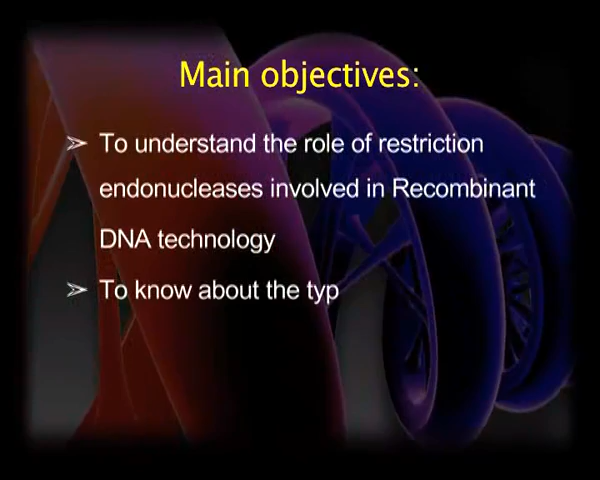 Main objectives:
➢ To understand the role of restriction
endonucleases involved in Recombinant
DNA technology
➢ To know about the typ